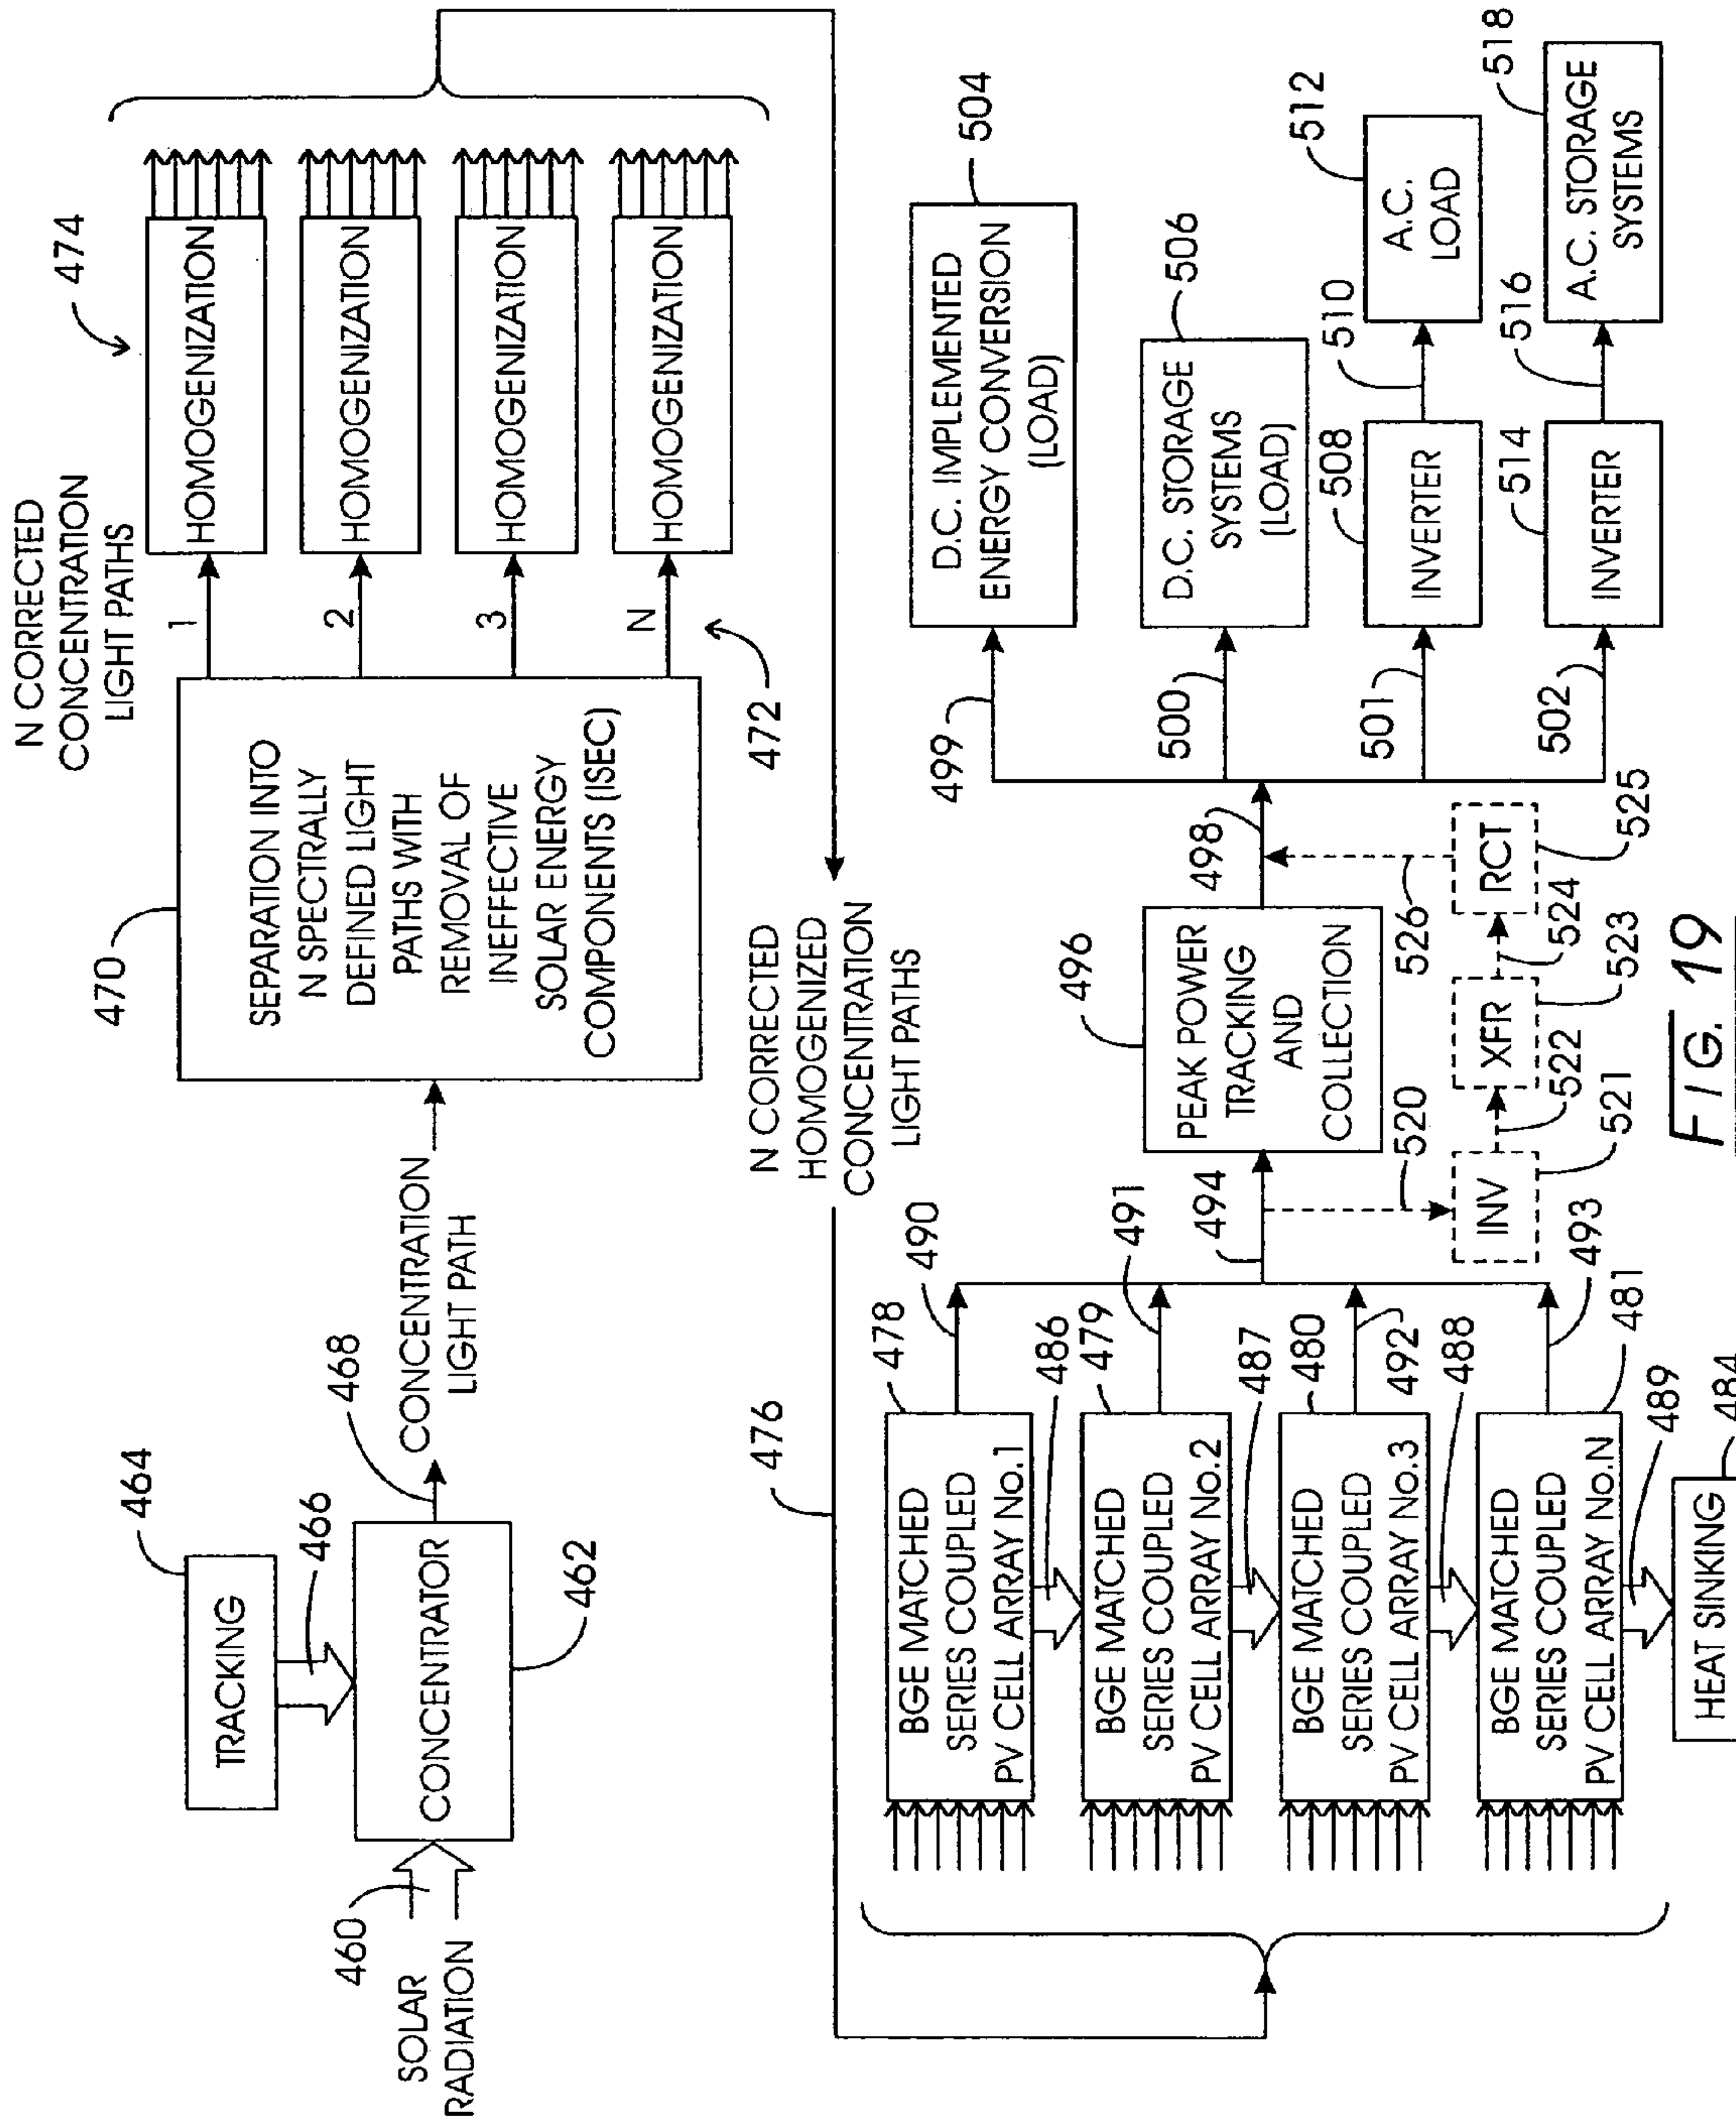 SOLAR
RADIATION
460
TRACKING
464
466
CONCENTRATOR
462
468
CONCENTRATION
LIGHT PATH
470
SEPARATION INTO
N SPECTRALLY
DEFINED LIGHT
PATHS WITH
REMOVAL OF
INEFFECTIVE
SOLAR ENERGY
COMPONENTS (ISEC)
N CORRECTED
CONCENTRATION
LIGHT PATHS
1
2
3
N
472
474
HOMOGENIZATION
HOMOGENIZATION
HOMOGENIZATION
HOMOGENIZATION
476
N CORRECTED
HOMOGENIZED
CONCENTRATION
LIGHT PATHS
BGE MATCHED
SERIES COUPLED
PV CELL ARRAY No.1
478
490
486
BGE MATCHED
SERIES COUPLED
PV CELL ARRAY No.2
479
491
487
BGE MATCHED
SERIES COUPLED
PV CELL ARRAY No.3
480
492
488
BGE MATCHED
SERIES COUPLED
PV CELL ARRAY No.N
481
493
489
HEAT SINKING
484
494
PEAK POWER
TRACKING
AND
COLLECTION
496
498
520
INV
521
522
XFR
523
524
RCT
525
526
499
D.C. IMPLEMENTED
ENERGY CONVERSION
(LOAD)
504
500
D.C. STORAGE
SYSTEMS
(LOAD)
506
501
INVERTER
508
510
A.C.
LOAD
512
502
INVERTER
514
516
A.C. STORAGE
SYSTEMS
518
FIG. 19